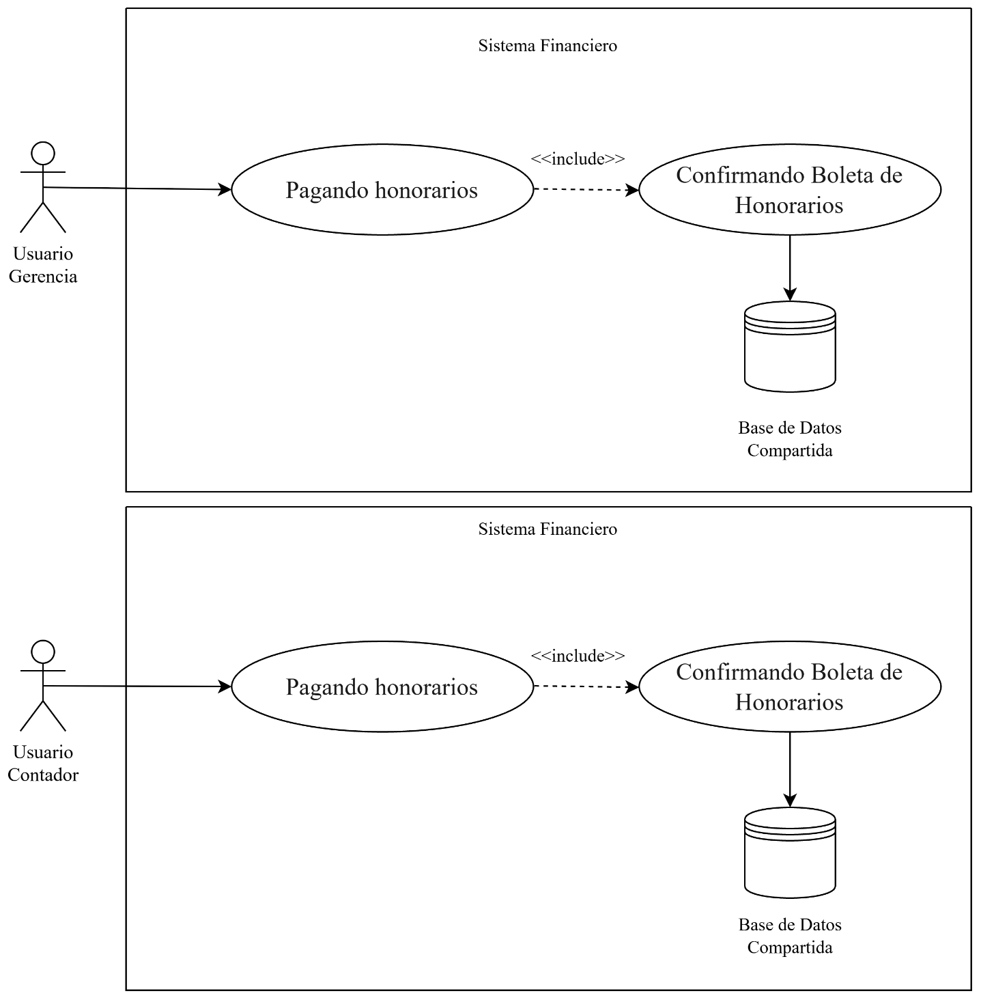 Sistema Financiero
<<include>>
Pagando honorarios
Confirmando Boleta de
Honorarios
Usuario
Gerencia
Base de Datos
Compartida
Sistema Financiero
<<include>>
Pagando honorarios
Confirmando Boleta de
Honorarios
Usuario
Contador
Base de Datos
Compartida